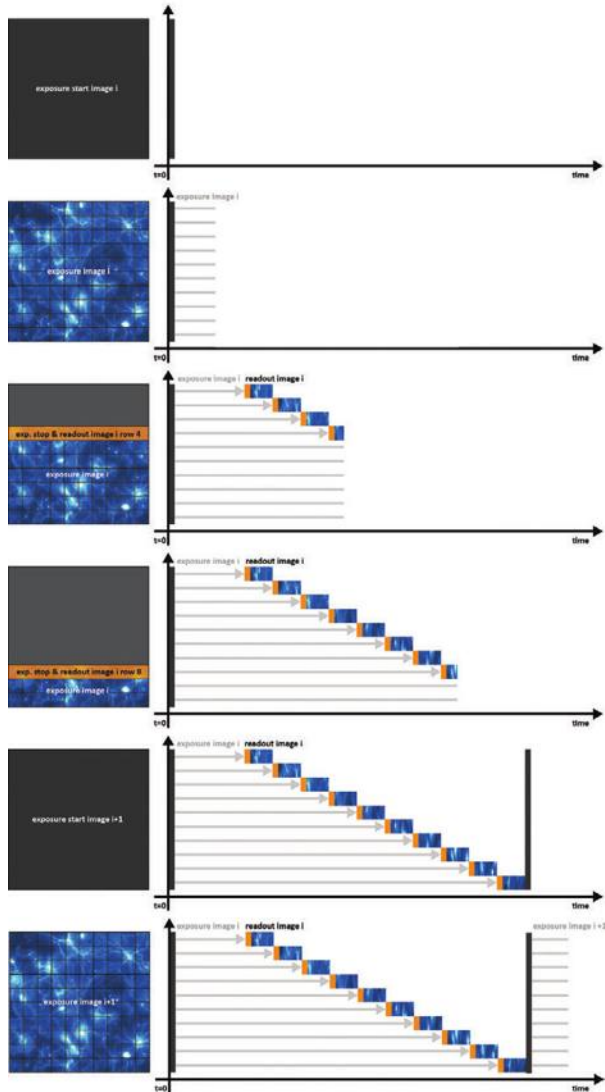 exposure start image i
t=0
time
exposure image i
exposure image i
t=0
time
exposure image i readout image i
exp. stop & readout image i row 4
exposure image i
t=0
time
exposure image i readout image i
exp. stop & readout image i row 8
exposure image i
t=0
time
exposure image i readout image i
exposure start image i+1
t=0
time
exposure image i readout image i
exposure image i +1
exposure image i+1"
t=0
time